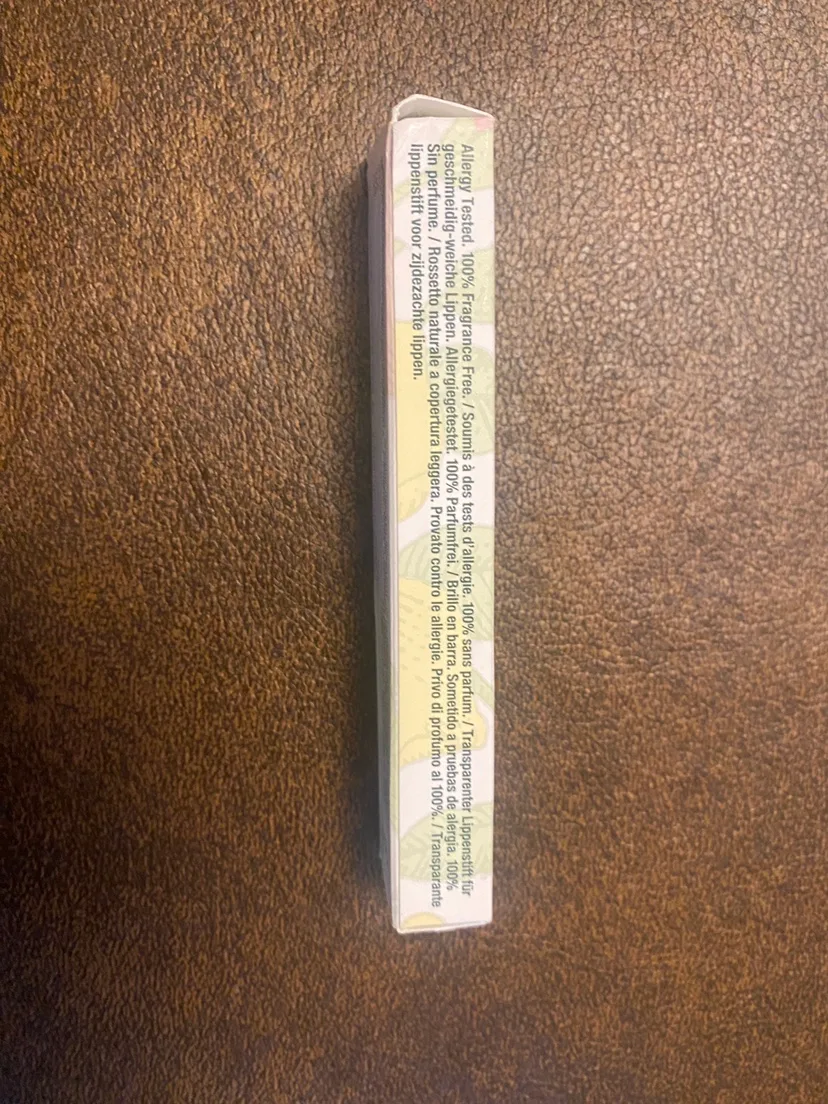 Allergy Tested. 100% Fragrance Free. / Soumis à des tests d'allergie. 100% sans parfum. / Transparenter Lippenstift für
geschmeidig-weiche Lippen. Allergiegetestet. 100% Parfumfrei. / Brillo en barra. Sometido a pruebas de alergia. 100%
Sin perfume. / Rossetto naturale a copertura leggera. Provato contro le allergie. Privo di profumo al 100%. / Transparante
lippenstift voor zijdezachte lippen.